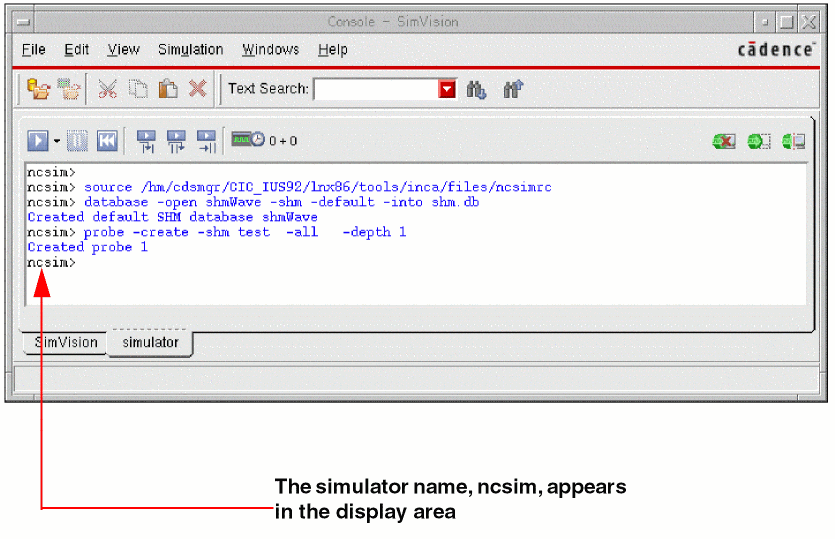 Console - SimVision
File Edit View Simulation Windows Help cādence™
Text Search:
0 + 0
ncsim>
ncsim> source /hm/cdsmgr/CIC_IUS92/lnx86/tools/inca/files/ncsimrc
ncsim> database -open shmWave -shm -default -into shm.db
Created default SHM database shmWave
ncsim> probe -create -shm test -all -depth 1
Created probe 1
ncsim>
SimVision simulator
The simulator name, ncsim, appears
in the display area